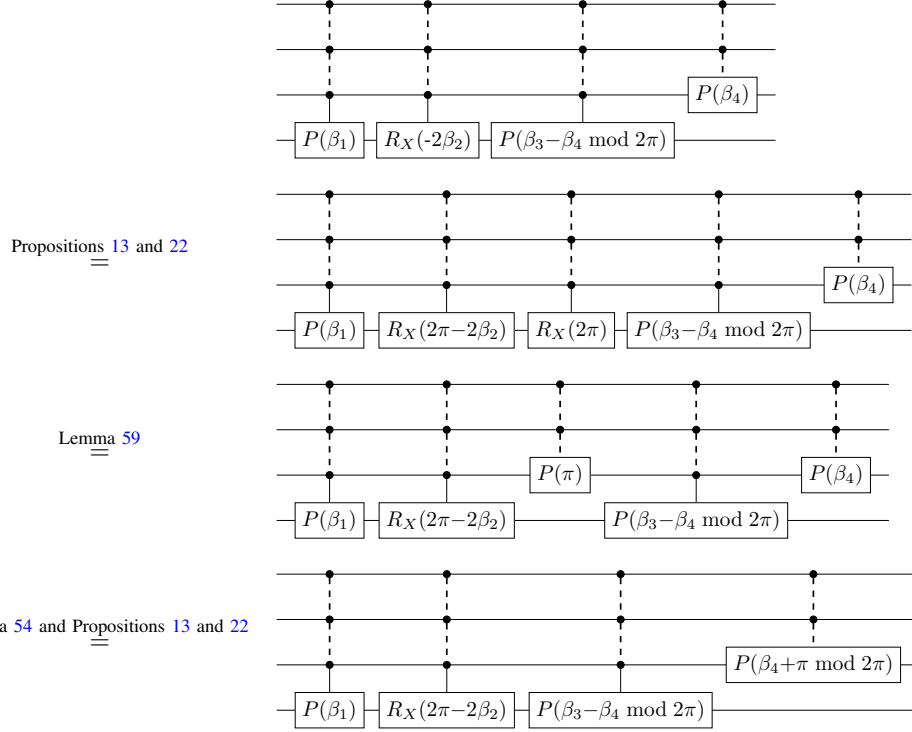 P(β₄)
P(β₁) R_X(-2β₂) P(β₃−β₄ mod 2π)
Propositions 13 and 22
=
P(β₄)
P(β₁) R_X(2π−2β₂) R_X(2π) P(β₃−β₄ mod 2π)
Lemma 59
=
P(π) P(β₄)
P(β₁) R_X(2π−2β₂) P(β₃−β₄ mod 2π)
a 54 and Propositions 13 and 22
=
P(β₄+π mod 2π)
P(β₁) R_X(2π−2β₂) P(β₃−β₄ mod 2π)